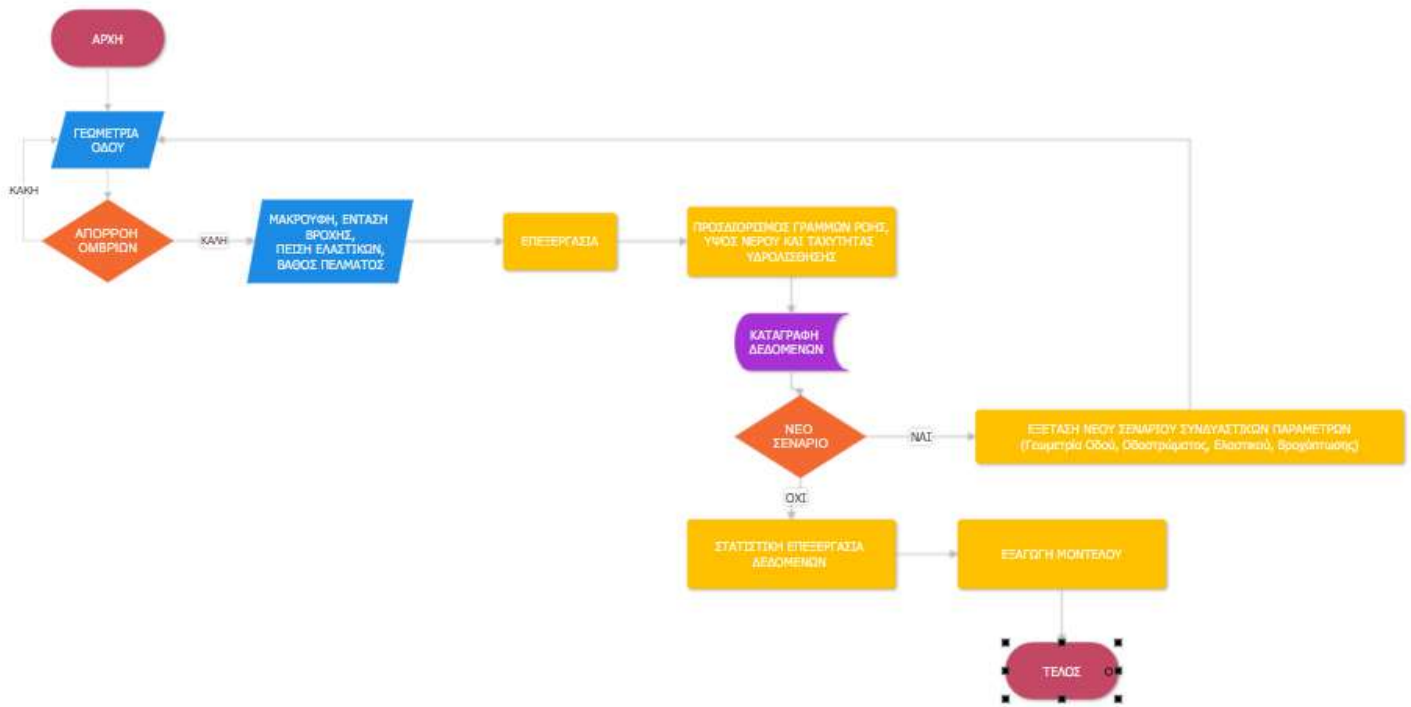 ΑΡΧΗ
ΓΕΩΜΕΤΡΙΑ
ΟΔΟΥ
ΚΑΚΗ
ΑΠΟΡΡΟΗ
ΟΜΒΡΙΩΝ
ΚΑΛΗ
ΜΑΚΡΟΥΦΗ, ΕΝΤΑΣΗ
ΒΡΟΧΗΣ,
ΠΙΕΣΗ ΕΛΑΣΤΙΚΩΝ,
ΒΑΘΟΣ ΠΕΛΜΑΤΟΣ
ΕΠΕΞΕΡΓΑΣΙΑ
ΠΡΟΣΔΙΟΡΙΣΜΟΣ ΓΡΑΜΜΩΝ ΡΟΗΣ,
ΥΨΟΣ ΝΕΡΟΥ ΚΑΙ ΤΑΧΥΤΗΤΑΣ
ΥΔΡΟΛΙΣΘΗΣΗΣ
ΚΑΤΑΓΡΑΦΗ
ΔΕΔΟΜΕΝΩΝ
ΝΕΟ
ΣΕΝΑΡΙΟ
ΝΑΙ
ΕΞΕΤΑΣΗ ΝΕΟΥ ΣΕΝΑΡΙΟΥ ΣΥΝΔΥΑΣΤΙΚΩΝ ΠΑΡΑΜΕΤΡΩΝ
(Γεωμετρία Οδού, Οδοστρώματος, Ελαστικού, Βροχόπτωσης)
ΟΧΙ
ΣΤΑΤΙΣΤΙΚΗ ΕΠΕΞΕΡΓΑΣΙΑ
ΔΕΔΟΜΕΝΩΝ
ΕΞΑΓΩΓΗ ΜΟΝΤΕΛΟΥ
ΤΕΛΟΣ